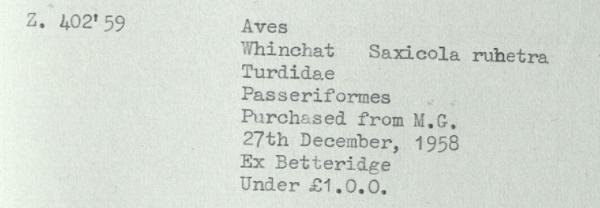 Z. 402'59
Aves
Whinchat Saxicola ruhetra
Turdidae
Passeriformes
Purchased from M.G.
27th December, 1958
Ex Betteridge
Under £1.0.0.